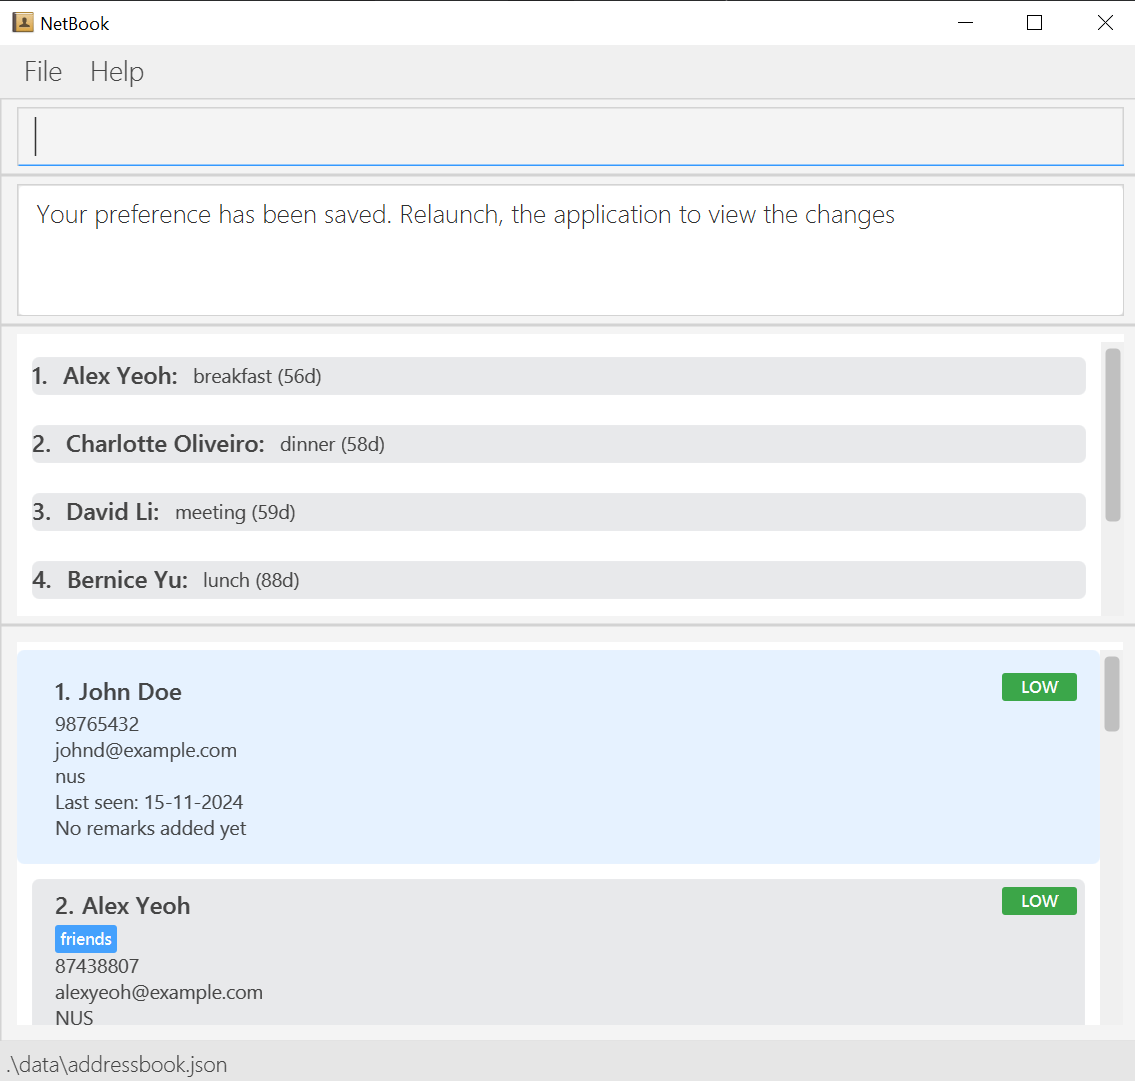 NetBook
File Help
Your preference has been saved. Relaunch, the application to view the changes
1. Alex Yeoh: breakfast (56d)
2. Charlotte Oliveiro: dinner (58d)
3. David Li: meeting (59d)
4. Bernice Yu: lunch (88d)
1. John Doe LOW
98765432
johnd@example.com
nus
Last seen: 15-11-2024
No remarks added yet
2. Alex Yeoh LOW
friends
87438807
alexyeoh@example.com
NUS
.\data\addressbook.json